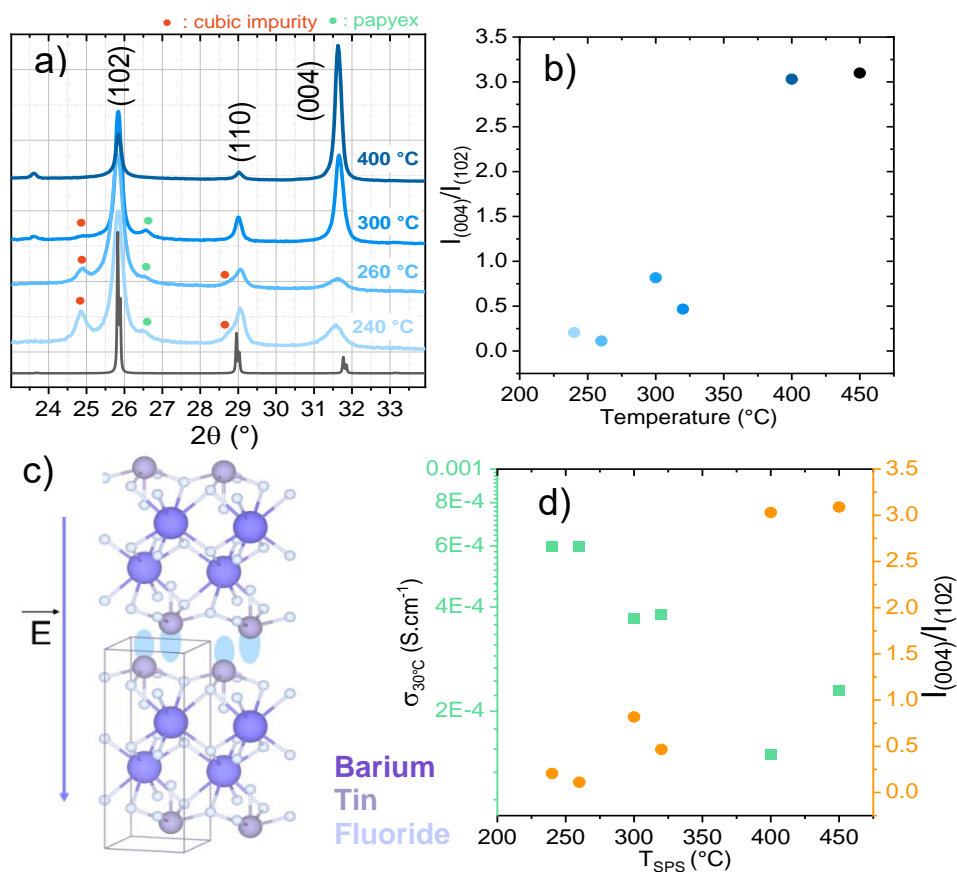 ● : cubic impurity ● : papyex
a)
(102)
(110)
(004)
400 °C
300 °C
260 °C
240 °C
24 25 26 27 28 29 30 31 32 33
2θ (°)
b)
3.5
3.0
2.5
2.0
1.5
1.0
0.5
0.0
I(004)/I(102)
200 250 300 350 400 450 500
Temperature (°C)
c)
E
Barium
Tin
Fluoride
d)
0.001
8E-4
6E-4
4E-4
2E-4
σ30°C (S.cm-1)
3.5
3.0
2.5
2.0
1.5
1.0
0.5
0.0
I(004)/I(102)
200 250 300 350 400 450 500
TSPS (°C)